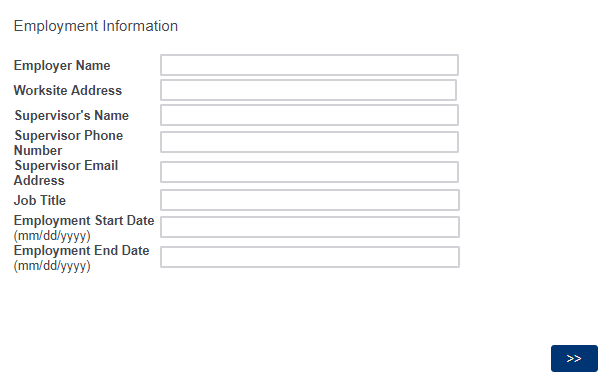 Employment Information
Employer Name
Worksite Address
Supervisor's Name
Supervisor Phone
Number
Supervisor Email
Address
Job Title
Employment Start Date
(mm/dd/yyyy)
Employment End Date
(mm/dd/yyyy)
>>